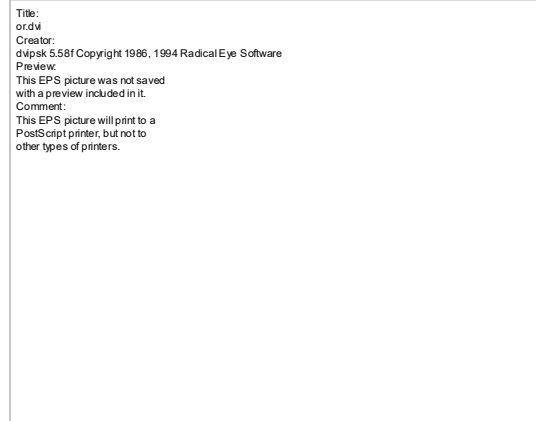 Title:
or.dvi
Creator:
dvipsk 5.58f Copyright 1986, 1994 Radical Eye Software
Preview:
This EPS picture was not saved
with a preview included in it.
Comment:
This EPS picture will print to a
PostScript printer, but not to
other types of printers.